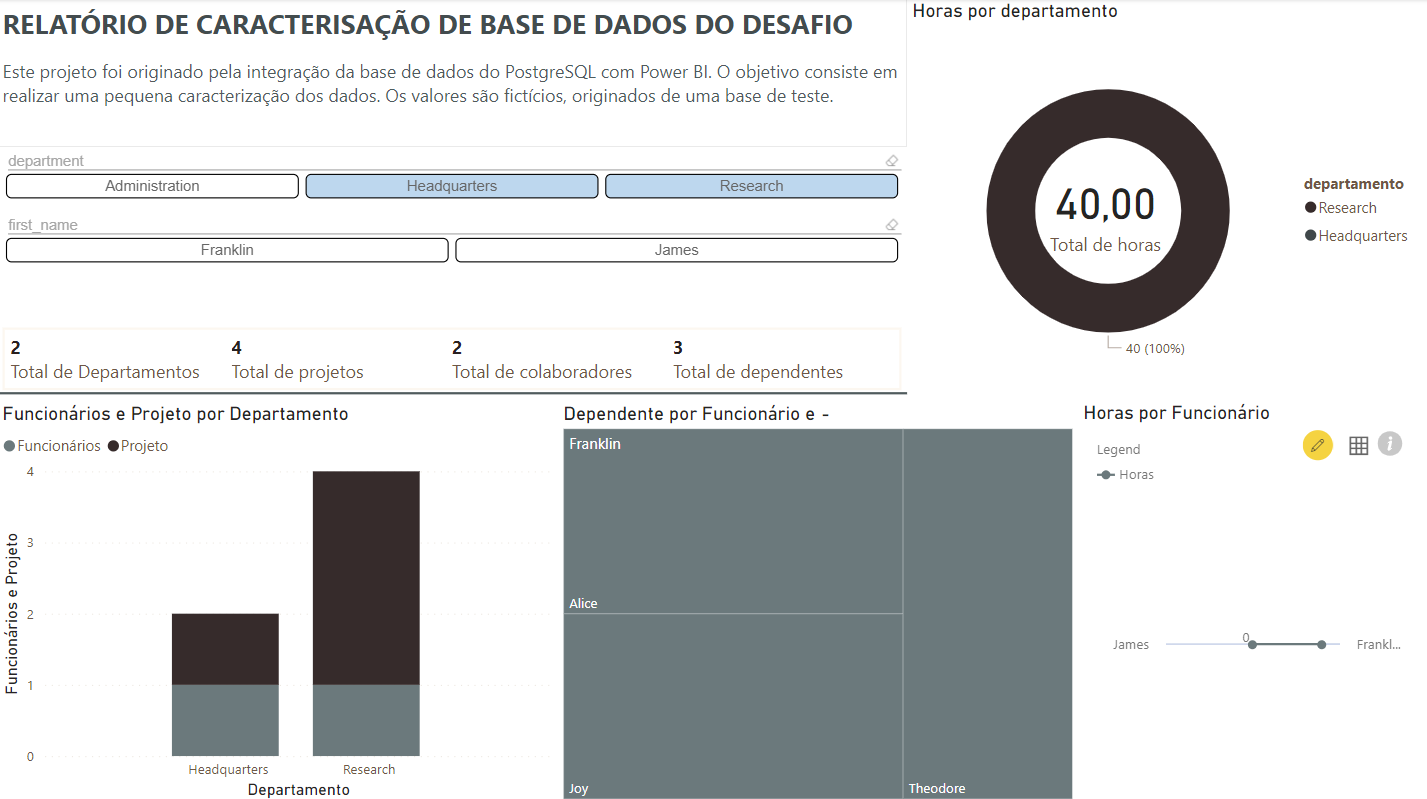 RELATÓRIO DE CARACTERISAÇÃO DE BASE DE DADOS DO DESAFIO
Este projeto foi originado pela integração da base de dados do PostgreSQL com Power BI. O objetivo consiste em
realizar uma pequena caracterização dos dados. Os valores são fictícios, originados de uma base de teste.
department
Administration
Headquarters
Research
first_name
Franklin
James
2
Total de Departamentos
4
Total de projetos
2
Total de colaboradores
3
Total de dependentes
Horas por departamento
40,00
Total de horas
40 (100%)
departamento
Research
Headquarters
Funcionários e Projeto por Departamento
Funcionários
Projeto
Funcionários e Projeto
4
3
2
1
0
Headquarters
Research
Departamento
Dependente por Funcionário e -
Franklin
Alice
Joy
Theodore
Horas por Funcionário
Legend
Horas
James
0
Frankl...